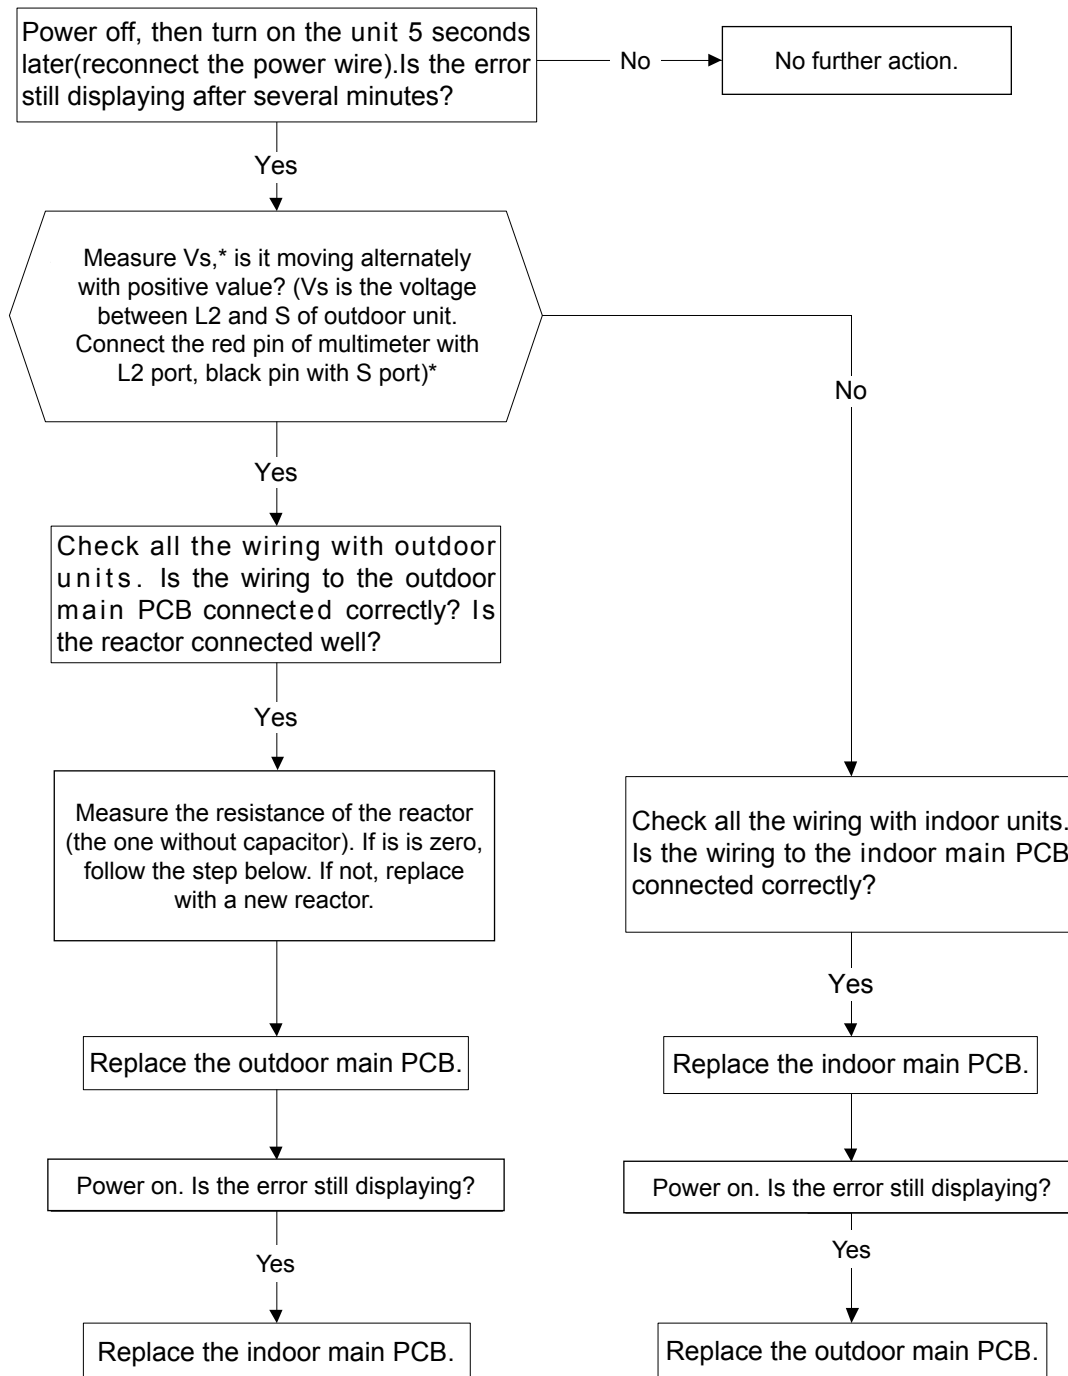 Power off, then turn on the unit 5 seconds
later(reconnect the power wire).Is the error
still displaying after several minutes?
No
No further action.
Yes
Measure Vs,* is it moving alternately
with positive value? (Vs is the voltage
between L2 and S of outdoor unit.
Connect the red pin of multimeter with
L2 port, black pin with S port)*
No
Yes
Check all the wiring with outdoor
units. Is the wiring to the outdoor
main PCB connected correctly? Is
the reactor connected well?
Yes
Measure the resistance of the reactor
(the one without capacitor). If is is zero,
follow the step below. If not, replace
with a new reactor.
Check all the wiring with indoor units.
Is the wiring to the indoor main PCB
connected correctly?
Yes
Replace the outdoor main PCB.
Replace the indoor main PCB.
Power on. Is the error still displaying?
Power on. Is the error still displaying?
Yes
Yes
Replace the indoor main PCB.
Replace the outdoor main PCB.